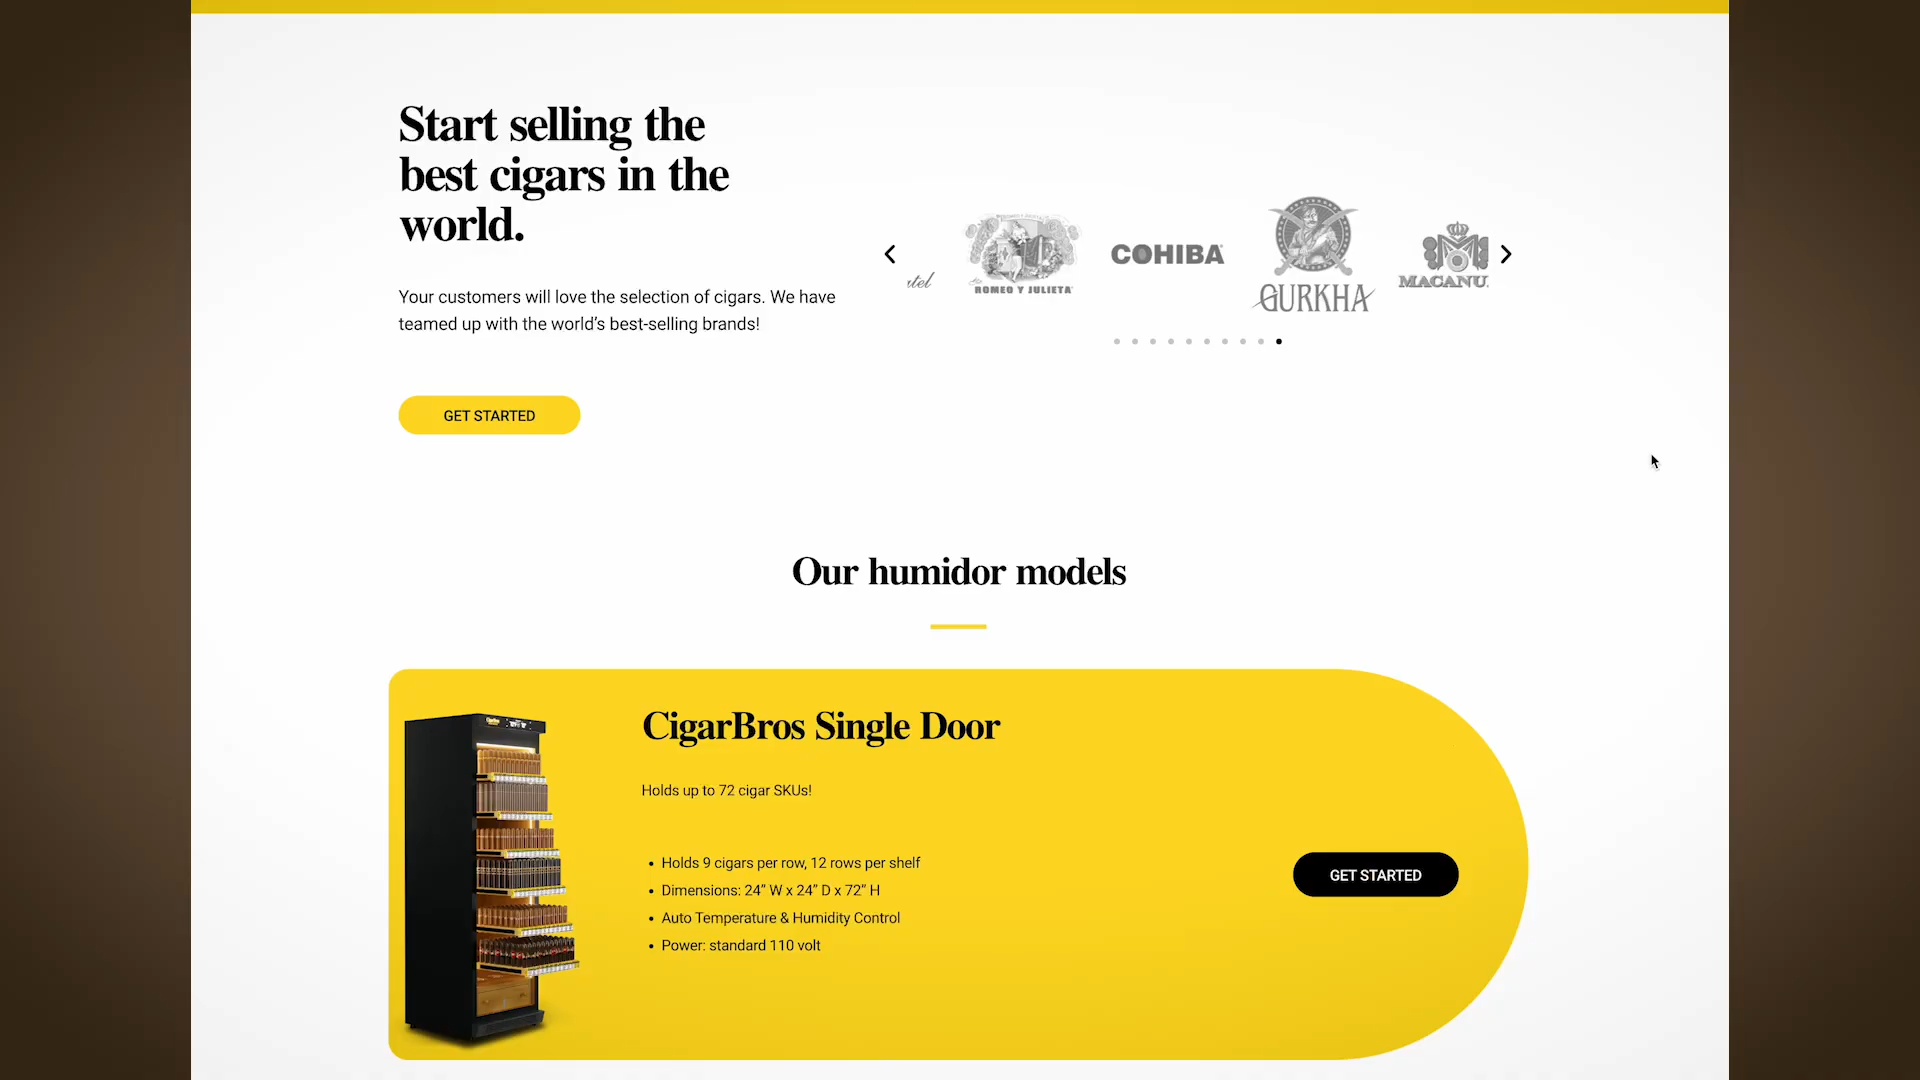 Start selling the
best cigars in the
world.
Your customers will love the selection of cigars. We have
teamed up with the world's best-selling brands!
GET STARTED
tel
ROMEO Y JULIETA
COHIBA
GURKHA
MACANU
Our humidor models
CigarBros Single Door
Holds up to 72 cigar SKUs!
• Holds 9 cigars per row, 12 rows per shelf
• Dimensions: 24” W x 24” D x 72” H
• Auto Temperature & Humidity Control
• Power: standard 110 volt
GET STARTED